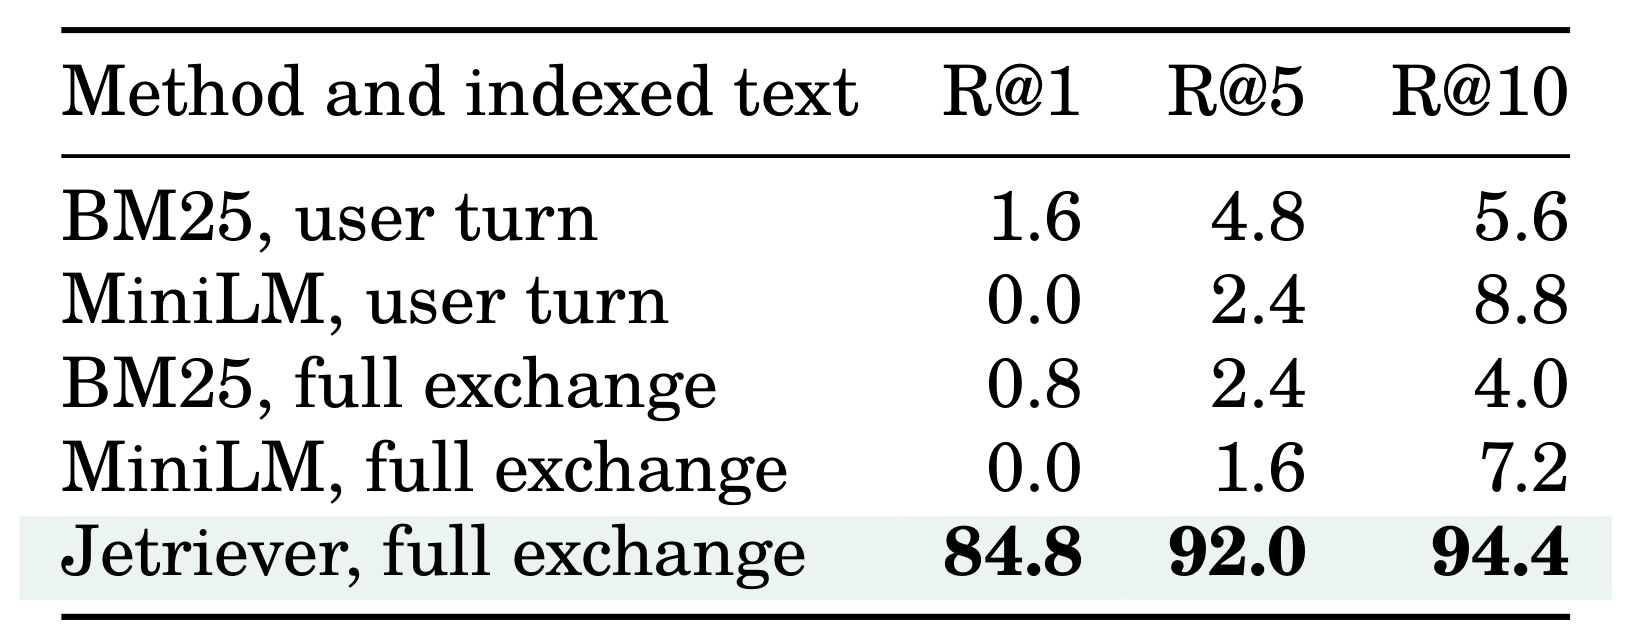 Method and indexed text R@1 R@5 R@10
BM25, user turn 1.6 4.8 5.6
MiniLM, user turn 0.0 2.4 8.8
BM25, full exchange 0.8 2.4 4.0
MiniLM, full exchange 0.0 1.6 7.2
Jetriever, full exchange 84.8 92.0 94.4